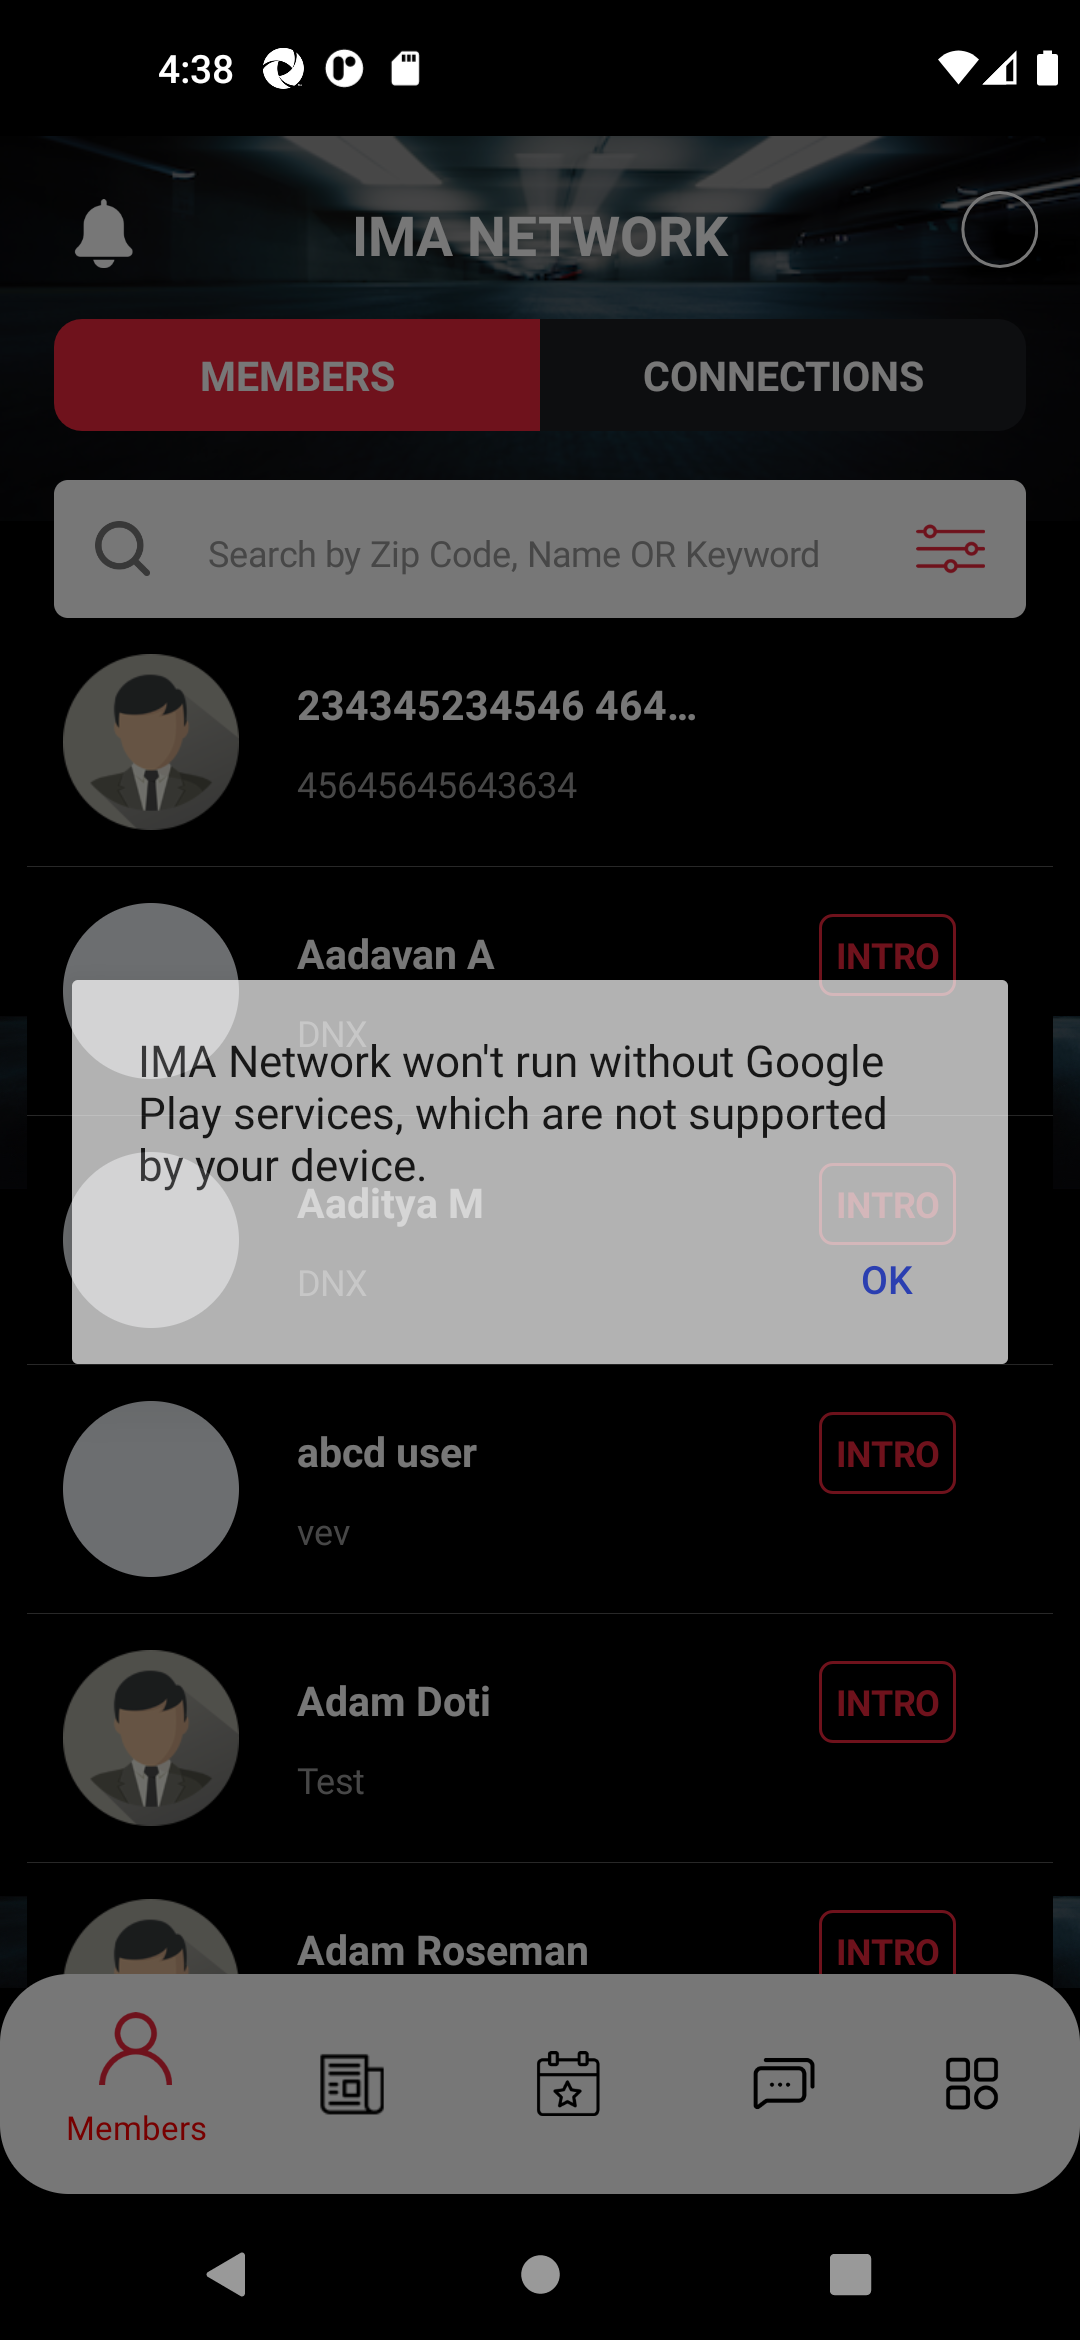 4:38
IMA NETWORK
MEMBERS
CONNECTIONS
Search by Zip Code, Name OR Keyword
234345234546 464...
45645645643634
Aadavan A
INTRO
DNX
IMA Network won't run without Google
Play services, which are not supported
by your device.
Aaditya M
INTRO
DNX
OK
abcd user
INTRO
vev
Adam Doti
INTRO
Test
Adam Roseman
INTRO
Members